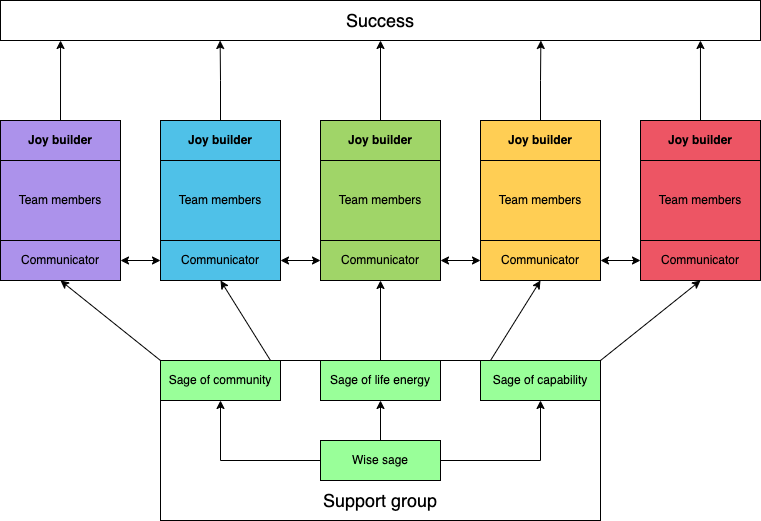 Success
Joy builder
Joy builder
Joy builder
Joy builder
Joy builder
Team members
Team members
Team members
Team members
Team members
Communicator
Communicator
Communicator
Communicator
Communicator
Sage of community
Sage of life energy
Sage of capability
Wise sage
Support group